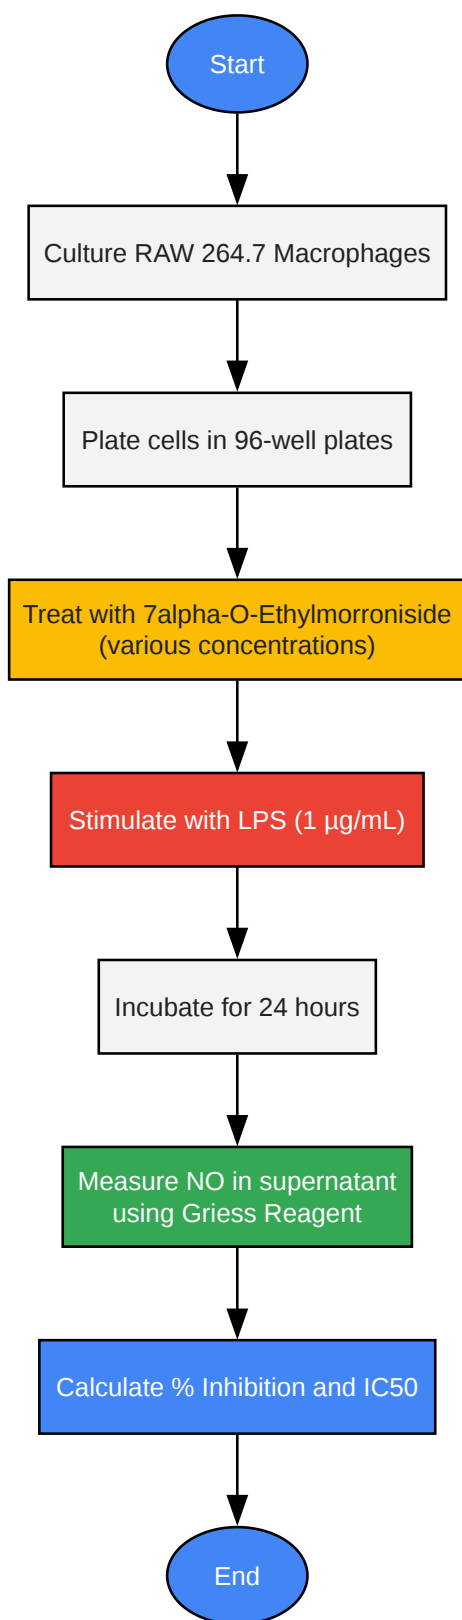 Start
Culture RAW 264.7 Macrophages
Plate cells in 96-well plates
Treat with 7alpha-O-Ethylmorroniside
(various concentrations)
Stimulate with LPS (1 µg/mL)
Incubate for 24 hours
Measure NO in supernatant
using Griess Reagent
Calculate % Inhibition and IC50
End